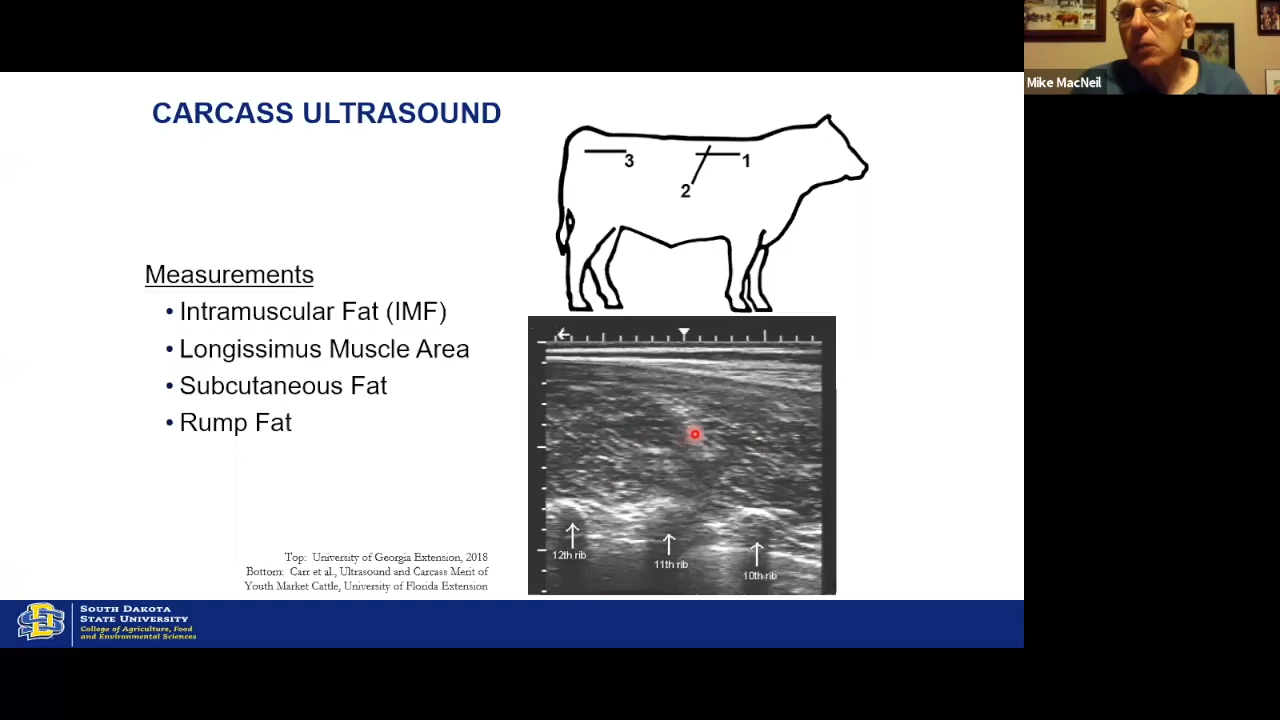 Mike MacNeil
CARCASS ULTRASOUND
3
1
2
Measurements
• Intramuscular Fat (IMF)
• Longissimus Muscle Area
• Subcutaneous Fat
• Rump Fat
12th rib
11th rib
10th rib
Top: University of Georgia Extension, 2018
Bottom: Carr et al., Ultrasound and Carcass Merit of
Youth Market Cattle, University of Florida Extension
SOUTH DAKOTA
STATE UNIVERSITY
College of Agriculture, Food
and Environmental Sciences